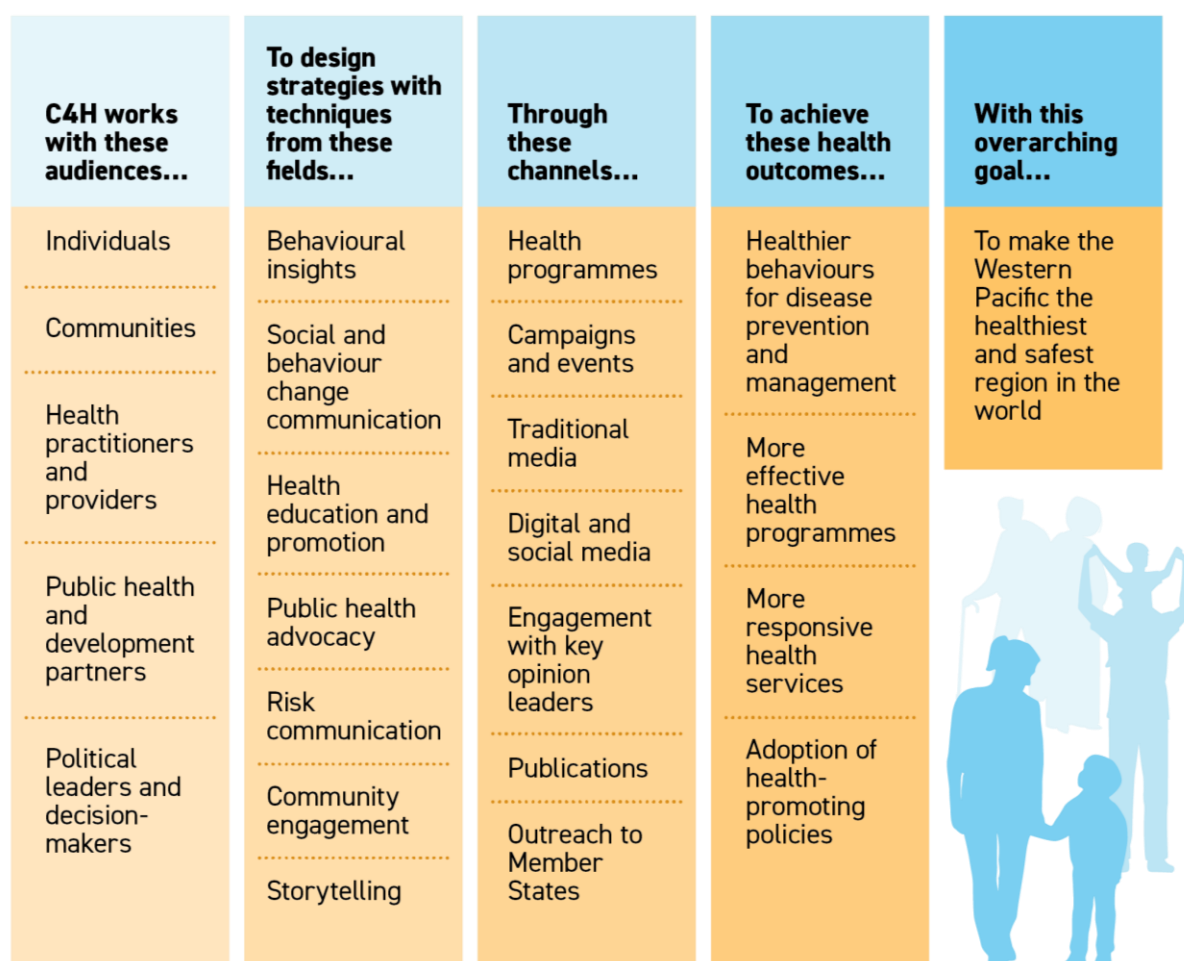 C4H works
with these
audiences...
Individuals
Communities
Health
practitioners
and
providers
Public health
and
development
partners
Political
leaders and
decision-
makers
To design
strategies with
techniques
from these
fields...
Behavioural
insights
Social and
behaviour
change
communication
Health
education and
promotion
Public health
advocacy
Risk
communication
Community
engagement
Storytelling
Through
these
channels...
Health
programmes
Campaigns
and events
Traditional
media
Digital and
social media
Engagement
with key
opinion
leaders
Publications
Outreach to
Member
States
To achieve
these health
outcomes...
Healthier
behaviours
for disease
prevention
and
management
More
effective
health
programmes
More
responsive
health
services
Adoption of
health-
promoting
policies
With this
overarching
goal...
To make the
Western
Pacific the
healthiest
and safest
region in the
world